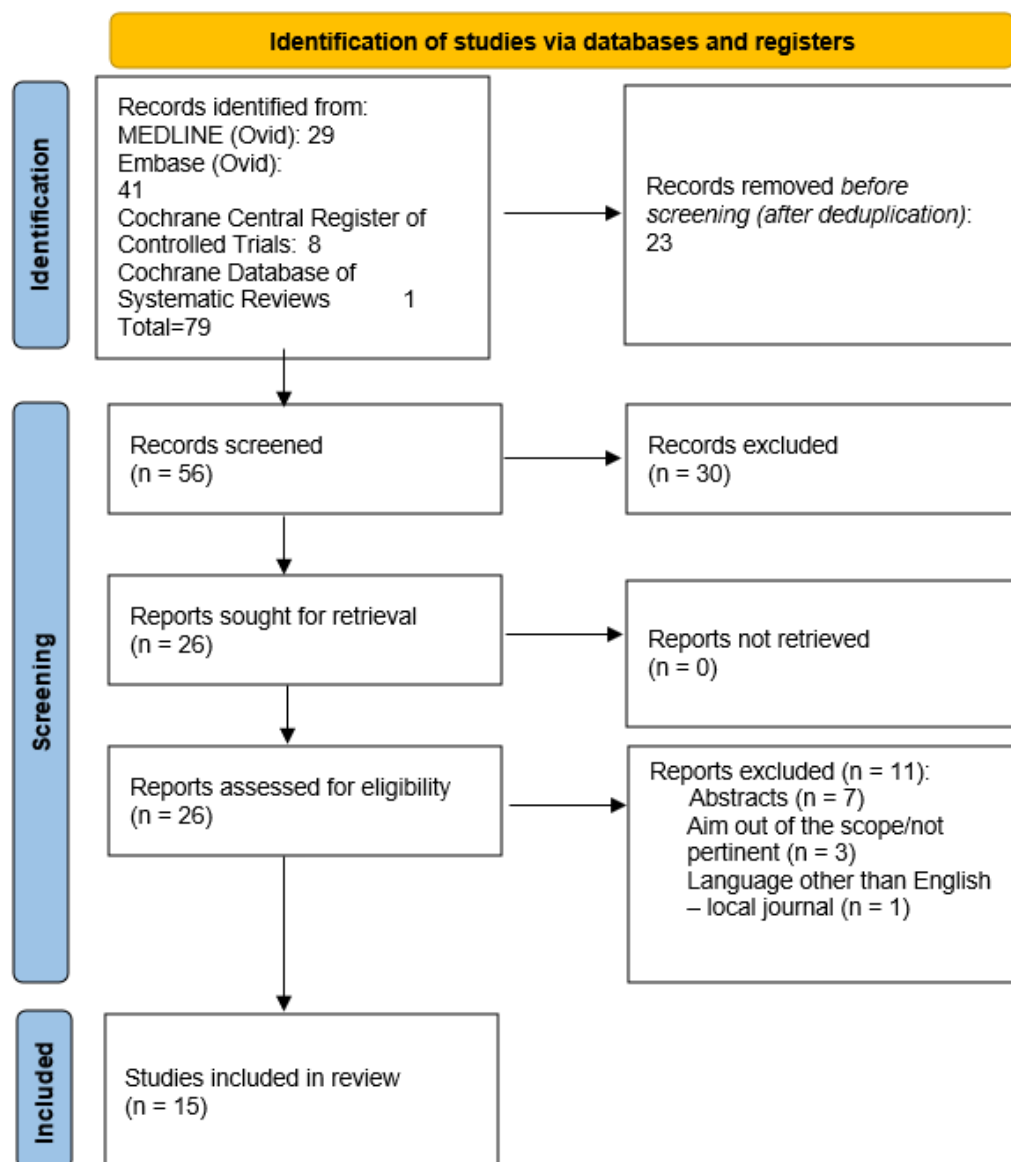 Identification of studies via databases and registers
Identification
Records identified from:
MEDLINE (Ovid): 29
Embase (Ovid):
41
Cochrane Central Register of
Controlled Trials: 8
Cochrane Database of
Systematic Reviews 1
Total=79
Records removed before
screening (after deduplication):
23
Screening
Records screened
(n = 56)
Records excluded
(n = 30)
Reports sought for retrieval
(n = 26)
Reports not retrieved
(n = 0)
Reports assessed for eligibility
(n = 26)
Reports excluded (n = 11):
Abstracts (n = 7)
Aim out of the scope/not
pertinent (n = 3)
Language other than English
– local journal (n = 1)
Included
Studies included in review
(n = 15)